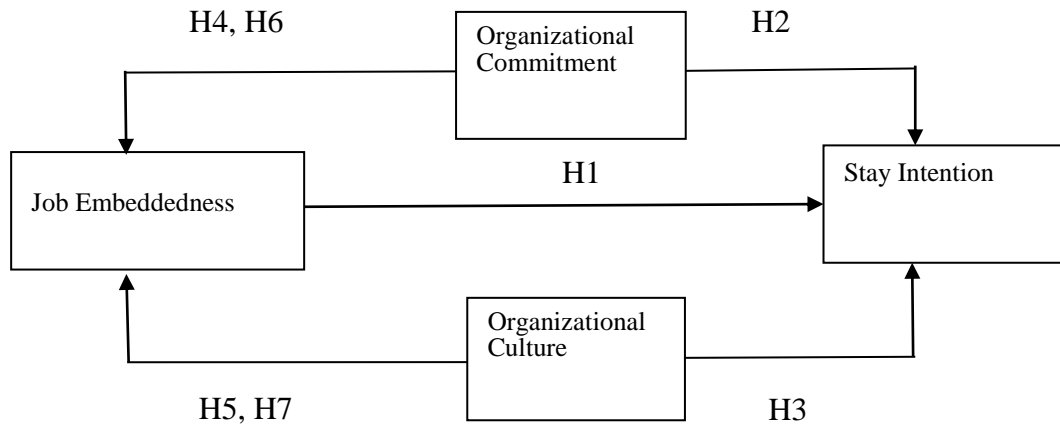 H4, H6
Organizational
Commitment
H2
H1
Job Embeddedness
Stay Intention
Organizational
Culture
H5, H7
H3